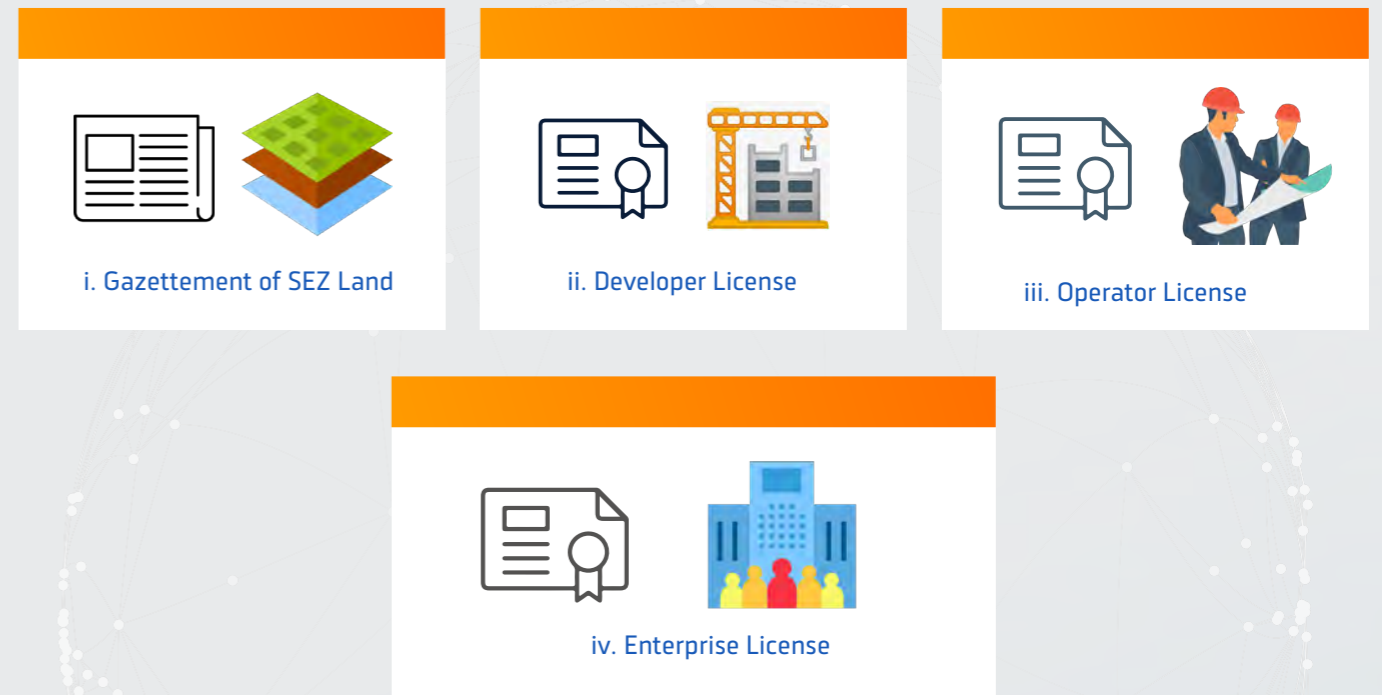 i. Gazettement of SEZ Land
ii. Developer License
iii. Operator License
iv. Enterprise License